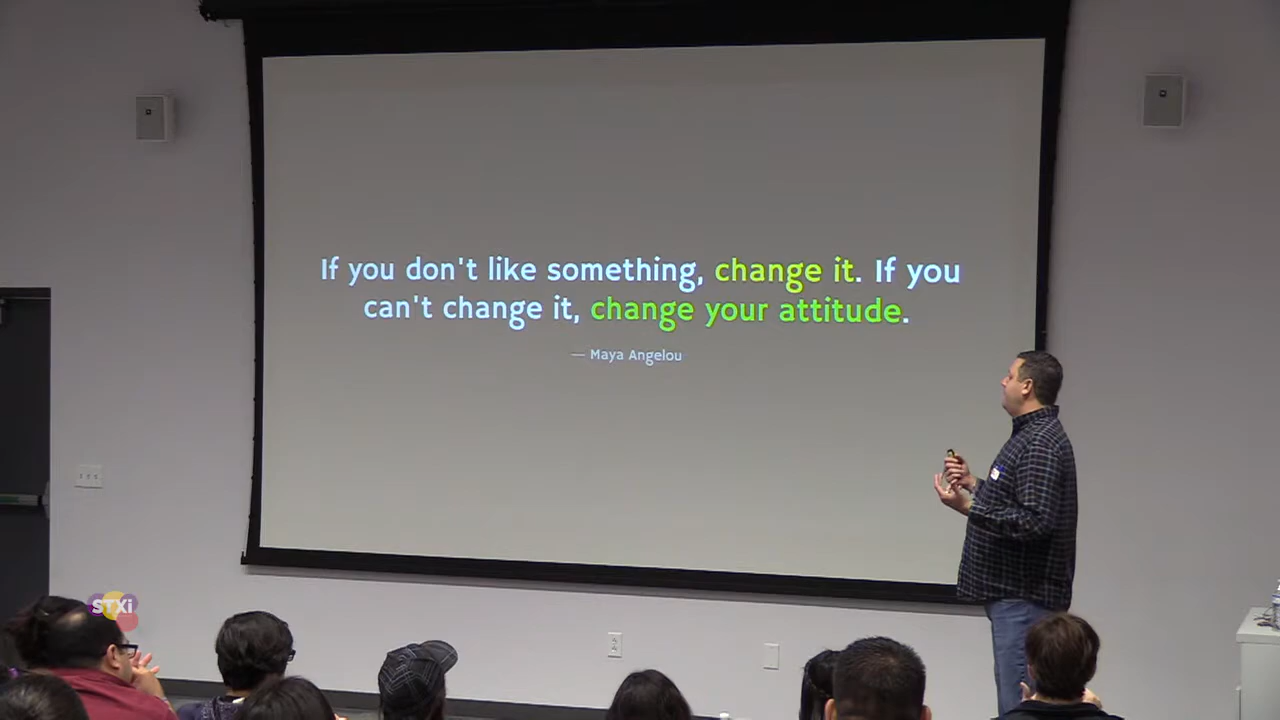 If you don't like something, change it. If you
can't change it, change your attitude.
— Maya Angelou
STXi